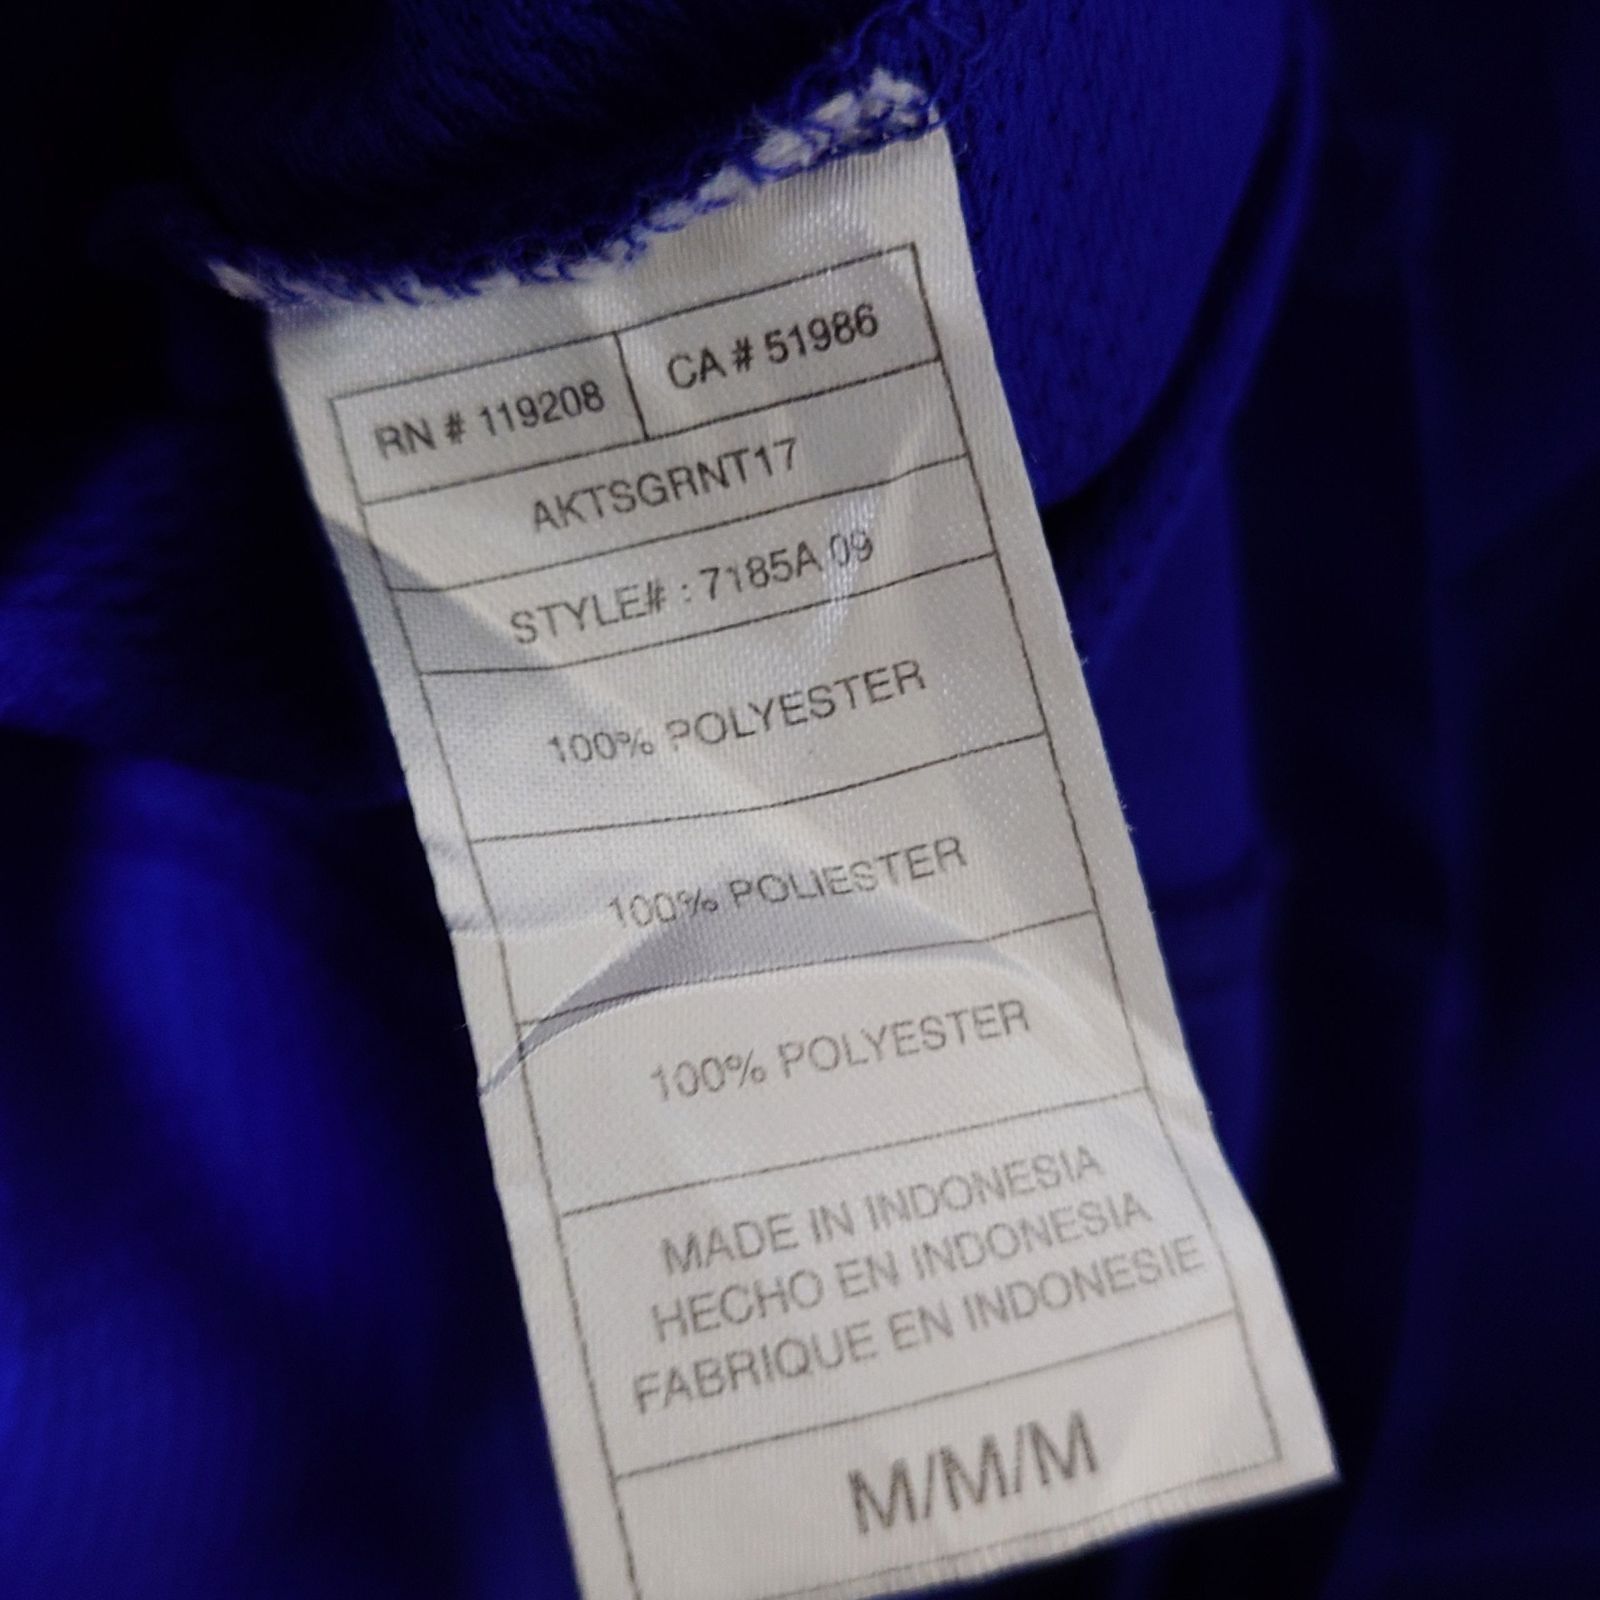 RN # 119208 CA # 51986
AKTSGRNT17
STYLE# : 7185A 09
100% POLYESTER
100% POLIESTER
100% POLYESTER
MADE IN INDONESIA
HECHO EN INDONESIA
FABRIQUE EN INDONESIE
M/M/M